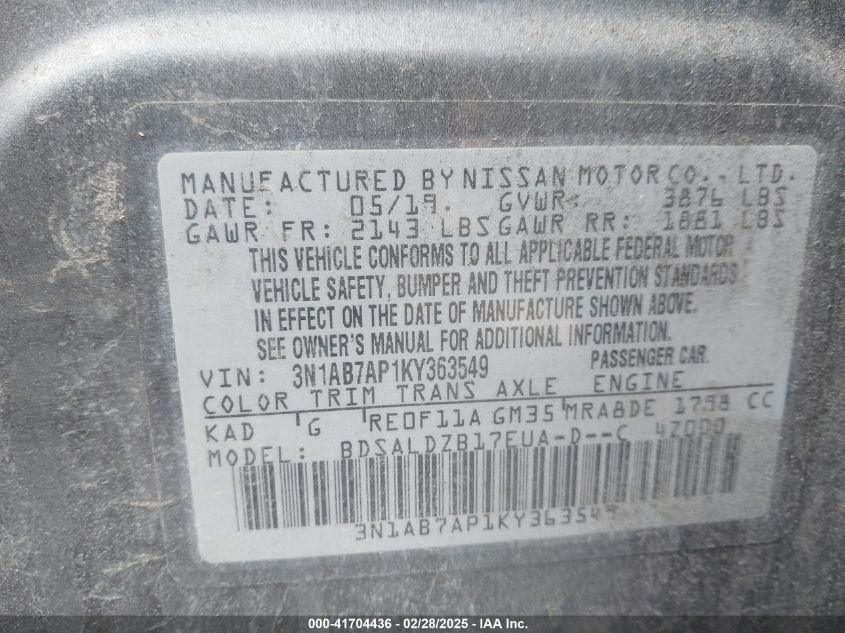 MANUFACTURED BY NISSAN MOTOR CO., LTD.
DATE: 05/19. GVWR: 3876 LBS
GAWR FR: 2143 LBS GAWR RR: 1881 LBS
THIS VEHICLE CONFORMS TO ALL APPLICABLE FEDERAL MOTOR
VEHICLE SAFETY, BUMPER AND THEFT PREVENTION STANDARDS
IN EFFECT ON THE DATE OF MANUFACTURE SHOWN ABOVE.
SEE OWNER'S MANUAL FOR ADDITIONAL INFORMATION.
VIN: 3N1AB7AP1KY363549 PASSENGER CAR.
COLOR TRIM TRANS AXLE ENGINE
KAD G RE0F11A GM35 MRA8DE 1798 CC
MODEL: BDSALDZB17EUA-D--C 4Z000
3N1AB7AP1KY363549
000-41704436 - 02/28/2025 - IAA Inc.